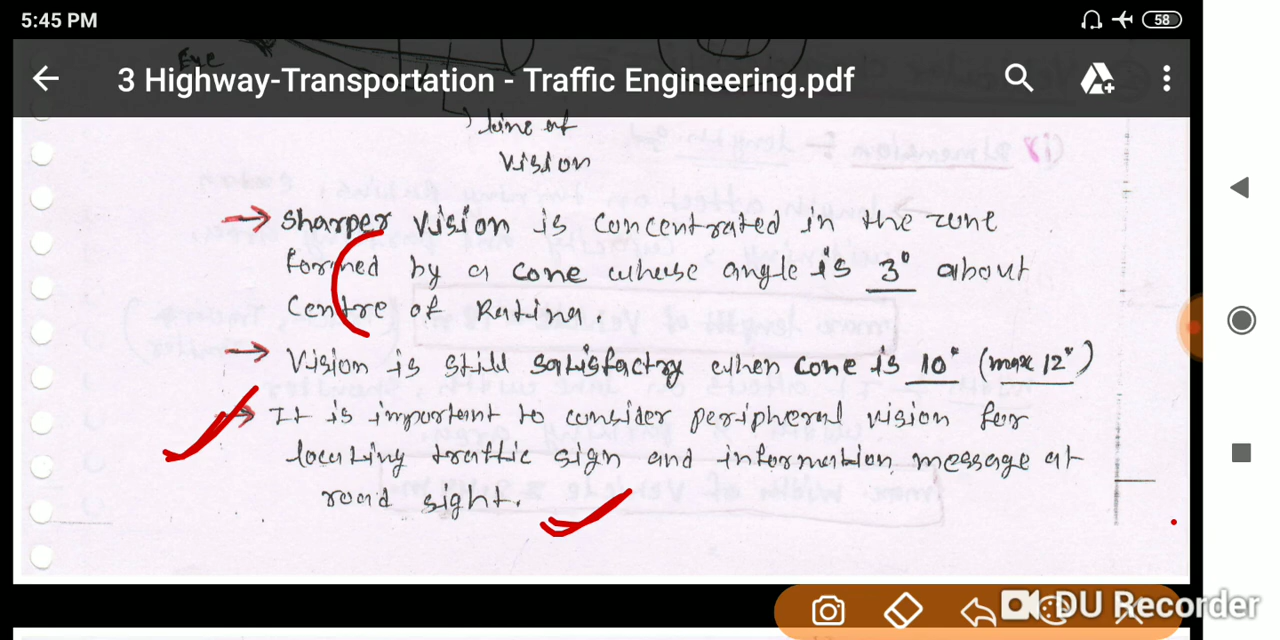 5:45 PM
58
Eye
3 Highway-Transportation - Traffic Engineering.pdf
line of
vision
→ Sharper vision is concentrated in the zone
formed by a cone whose angle is 3° about
Centre of Ratina.
→ Vision is still satisfactry when cone is 10° (max 12°)
→ It is important to consider peripheral vision for
locating traffic sign and information message at
road sight.
DU Recorder